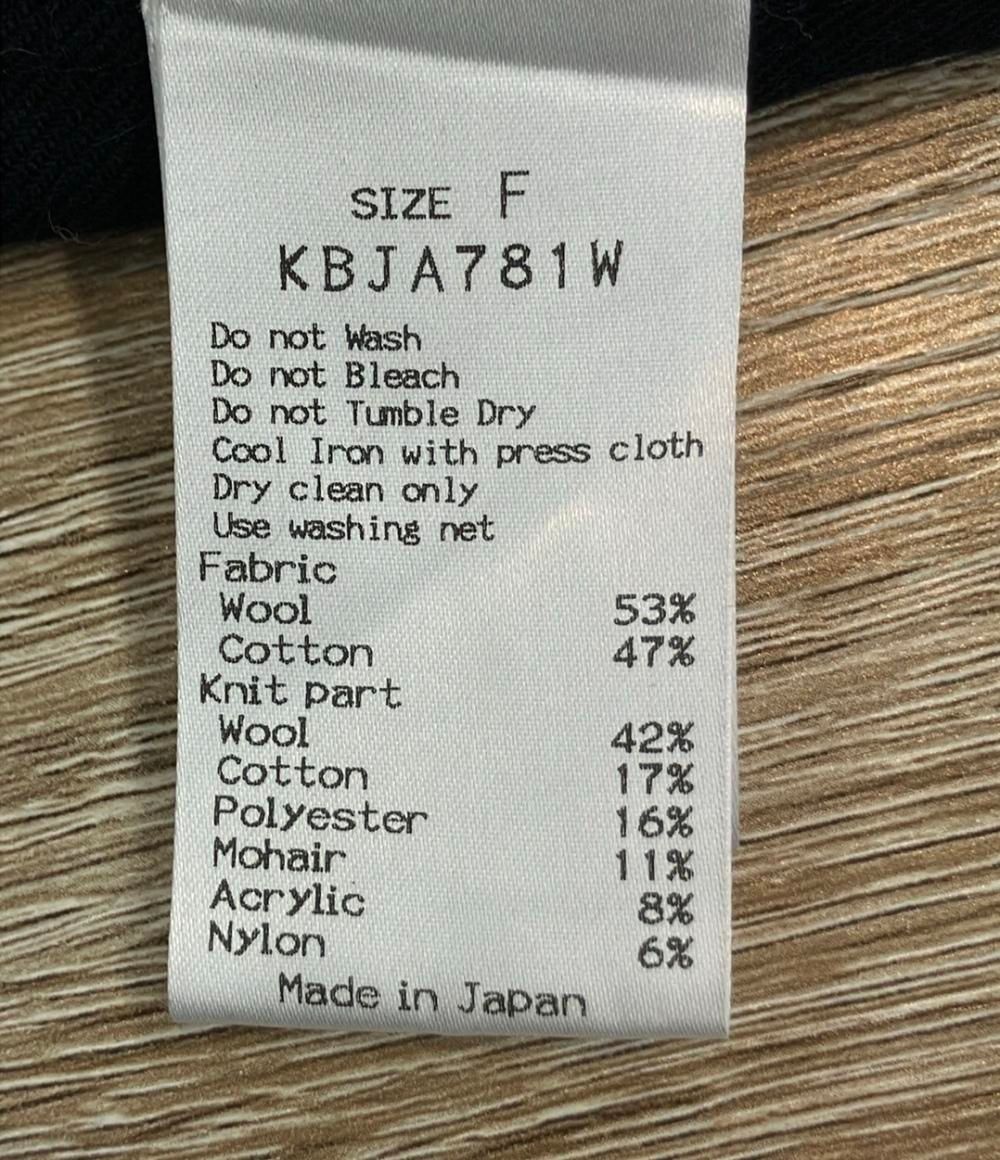 SIZE F
KBJA781W
Do not Wash
Do not Bleach
Do not Tumble Dry
Cool Iron with press cloth
Dry clean only
Use washing net
Fabric
Wool 53%
Cotton 47%
Knit part
Wool 42%
Cotton 17%
Polyester 16%
Mohair 11%
Acrylic 8%
Nylon 6%
Made in Japan